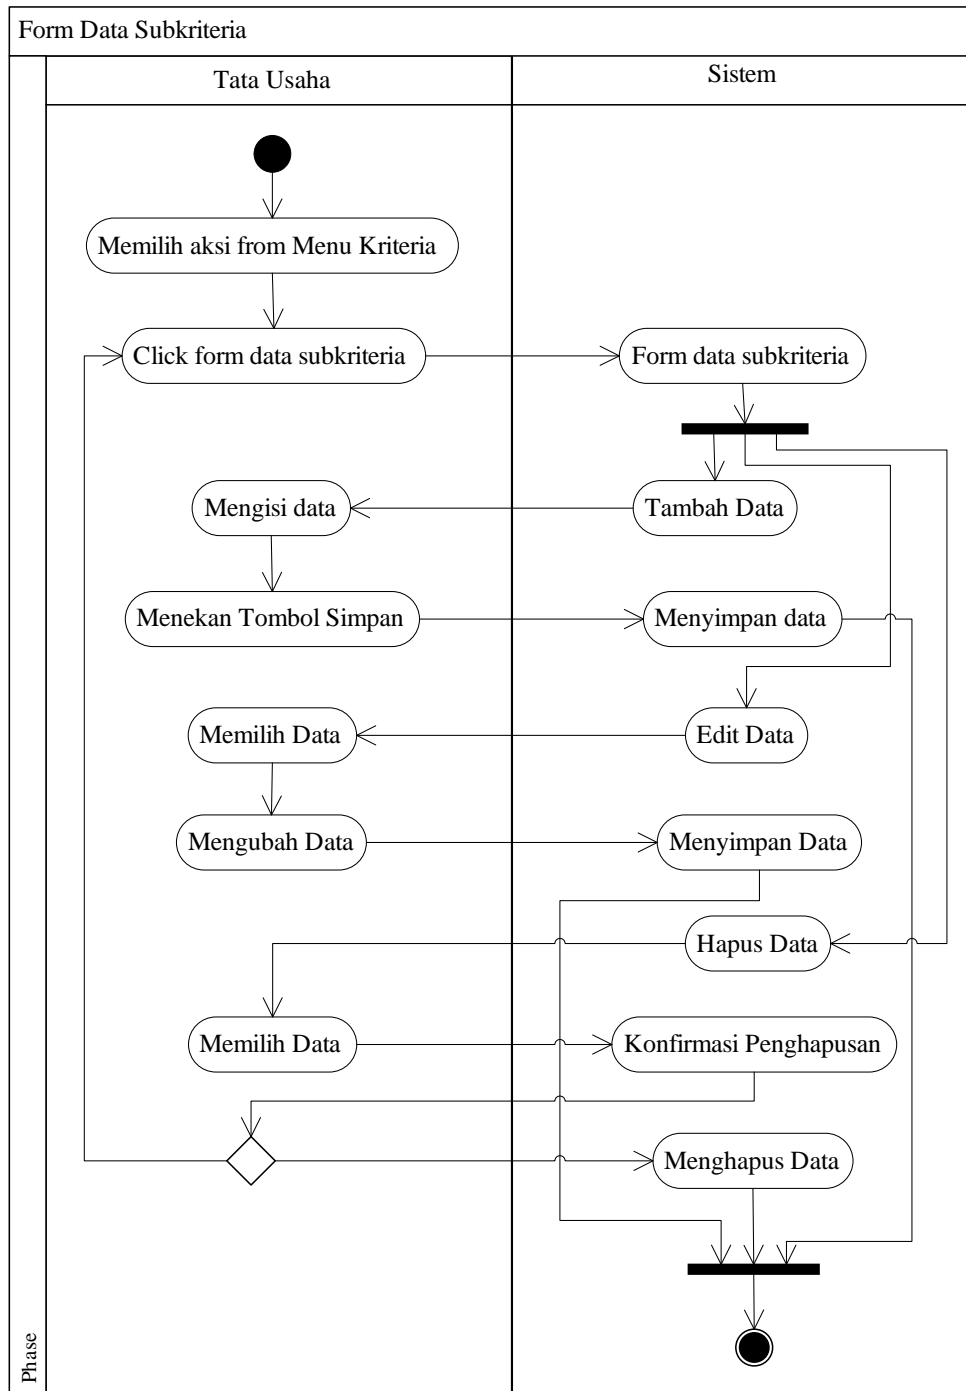 Form Data Subkriteria
Tata Usaha
Sistem
Memilih aksi from Menu Kriteria
Click form data subkriteria
Form data subkriteria
Mengisi data
Tambah Data
Menekan Tombol Simpan
Menyimpan data
Memilih Data
Edit Data
Mengubah Data
Menyimpan Data
Hapus Data
Memilih Data
Konfirmasi Penghapusan
Menghapus Data
Phase